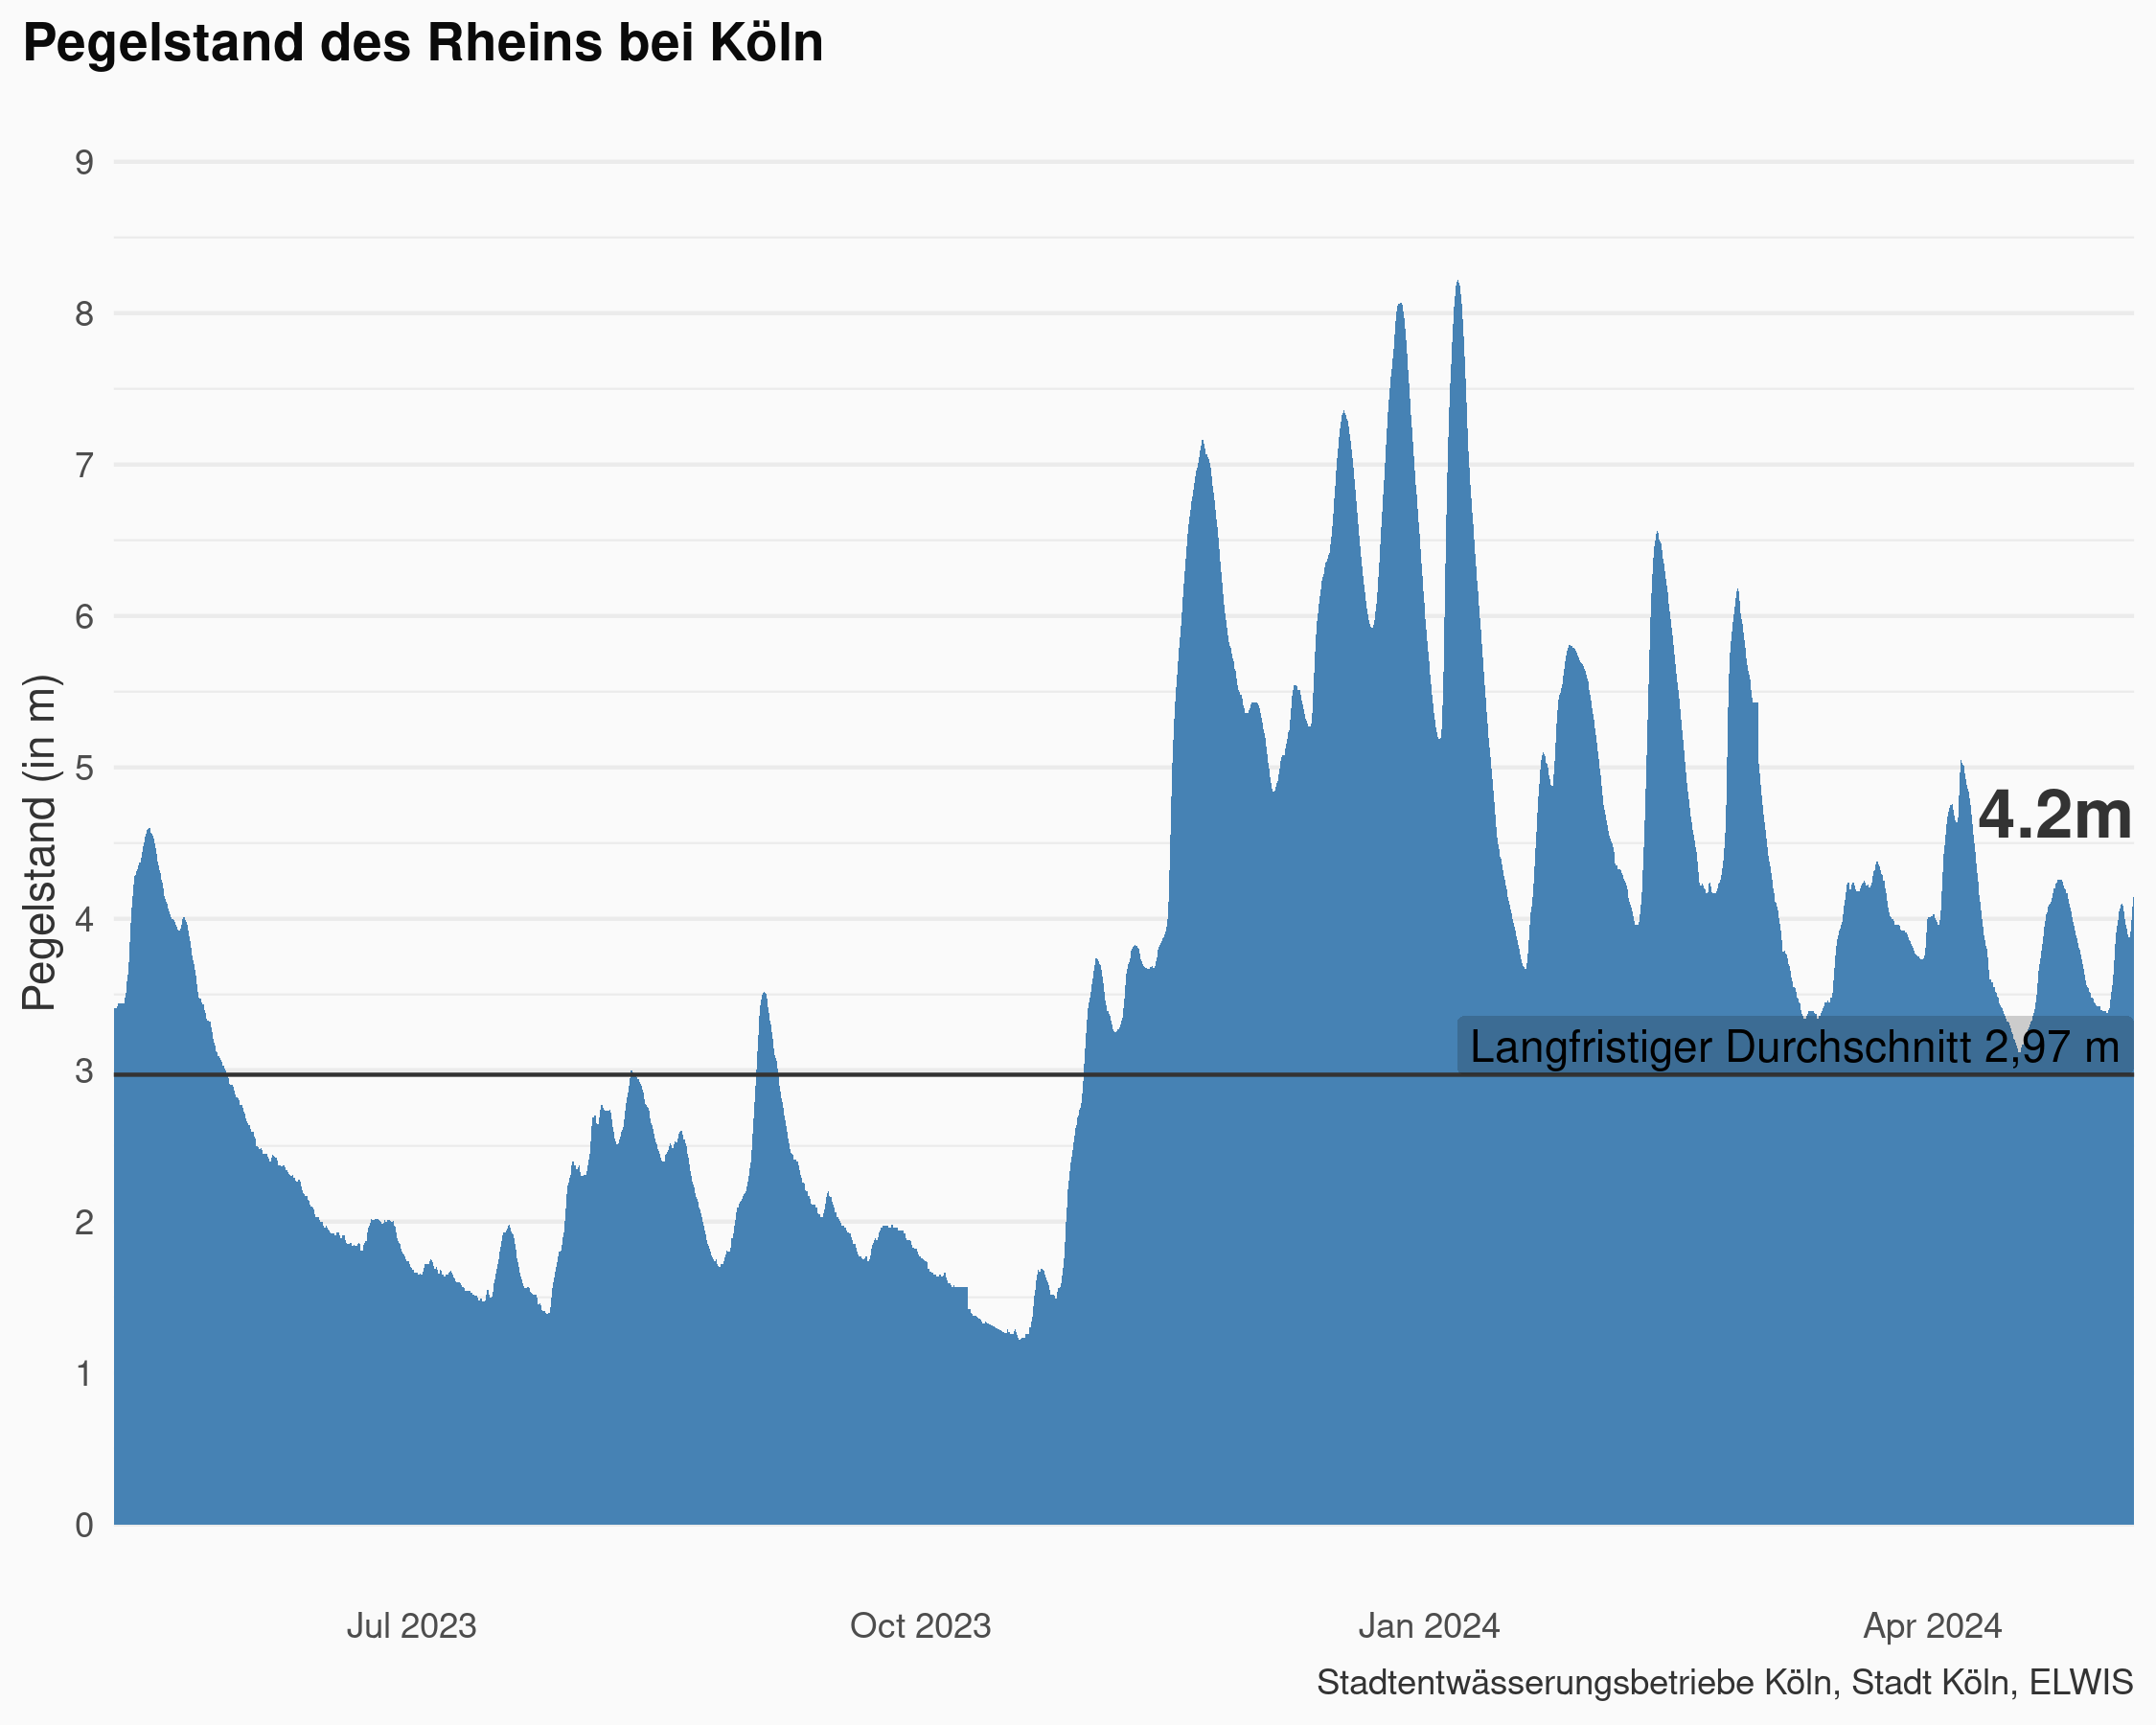 Pegelstand des Rheins bei Köln
Pegelstand (in m)
9
8
7
6
5
4
3
2
1
0
4.2m
Langfristiger Durchschnitt 2,97 m
Jul 2023
Oct 2023
Jan 2024
Apr 2024
Stadtentwässerungsbetriebe Köln, Stadt Köln, ELWIS